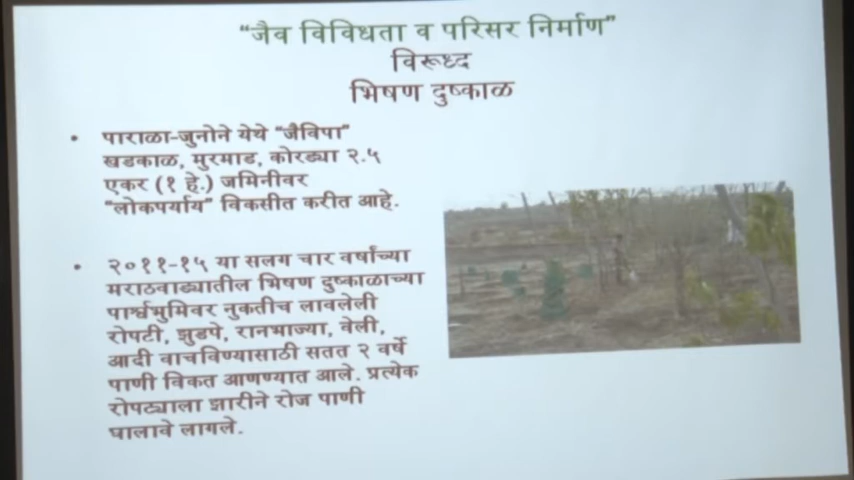 “जैव विविधता व परिसर निर्माण”
विरूध्द
भिषण दुष्काळ
• पाराळा-जुनोने येथे “जैविपा”
खडकाळ, मुरमाड, कोरड्या २.५
एकर (१ हे.) जमिनीवर
“लोकपर्याय” विकसीत करीत आहे.
• २०११-१५ या सलग चार वर्षाच्या
मराठवाड्यातील भिषण दुष्काळाच्या
पार्श्वभुमिवर नुकतीच लावलेली
रोपटी, झुडपे, रानभाज्या, वेली,
आदी वाचविण्यासाठी सतत २ वर्षे
पाणी विकत आणण्यात आले. प्रत्येक
रोपट्याला झारीने रोज पाणी
घालावे लागले.